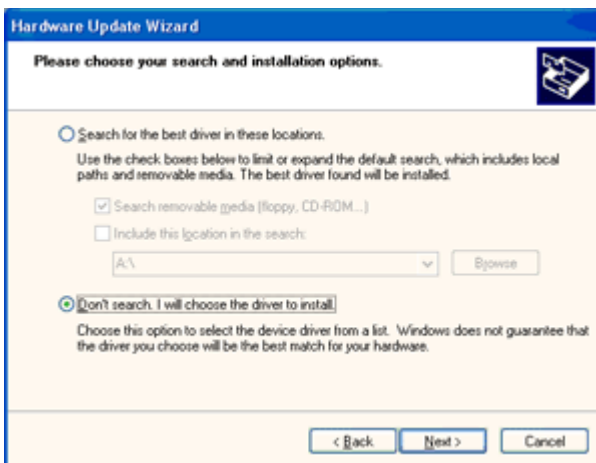 Hardware Update Wizard
Please choose your search and installation options.
Search for the best driver in these locations.
Use the check boxes below to limit or expand the default search, which includes local
paths and removable media. The best driver found will be installed.
Search removable media (floppy, CD-ROM...)
Include this location in the search:
A:\
Browse
Don't search. I will choose the driver to install.
Choose this option to select the device driver from a list. Windows does not guarantee that
the driver you choose will be the best match for your hardware.
< Back Next > Cancel